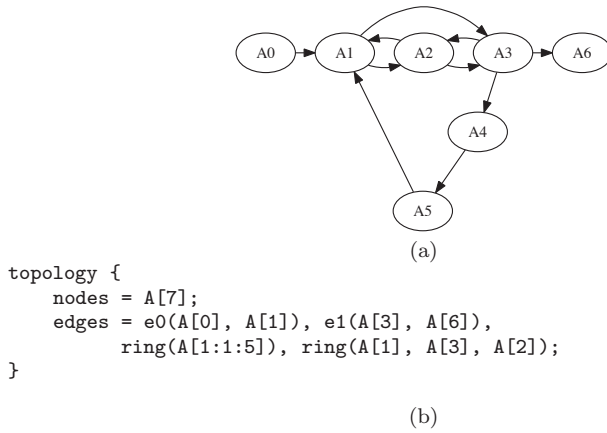 A0 A1 A2 A3 A6
A4
A5
(a)
topology {
    nodes = A[7];
    edges = e0(A[0], A[1]), e1(A[3], A[6]),
            ring(A[1:1:5]), ring(A[1], A[3], A[2]);
}
(b)